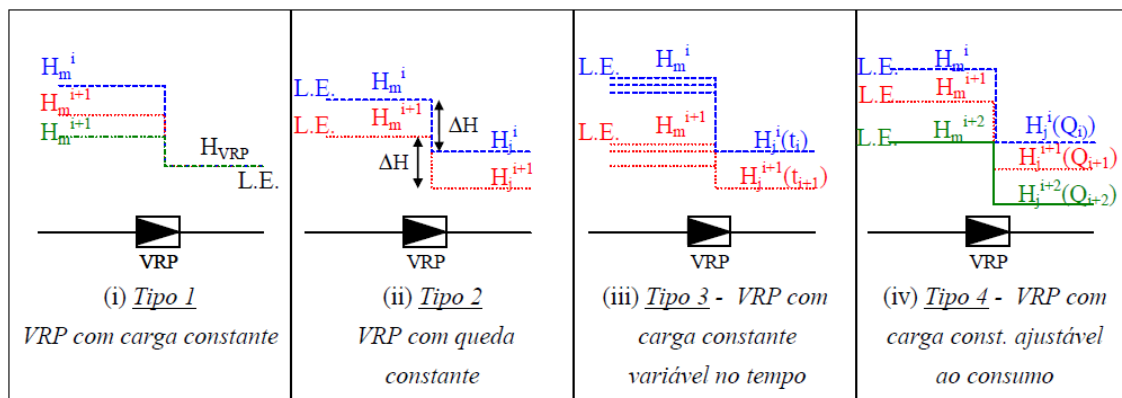 H_m^i
H_m^{i+1}
H_m^{i+1}
H_VRP
L.E.
VRP
(i) Tipo 1
VRP com carga constante
L.E. H_m^i
L.E. H_m^{i+1}
ΔH
ΔH
H_j^i
H_j^{i+1}
VRP
(ii) Tipo 2
VRP com queda
constante
L.E. H_m^i
L.E. H_m^{i+1}
H_j^i(t_i)
H_j^{i+1}(t_{i+1})
VRP
(iii) Tipo 3 - VRP com
carga constante
variável no tempo
L.E. H_m^i
L.E H_m^{i+1}
L.E H_m^{i+2}
H_j^i(Q_i)
H_j^{i+1}(Q_{i+1})
H_j^{i+2}(Q_{i+2})
VRP
(iv) Tipo 4 - VRP com
carga const. ajustável
ao consumo